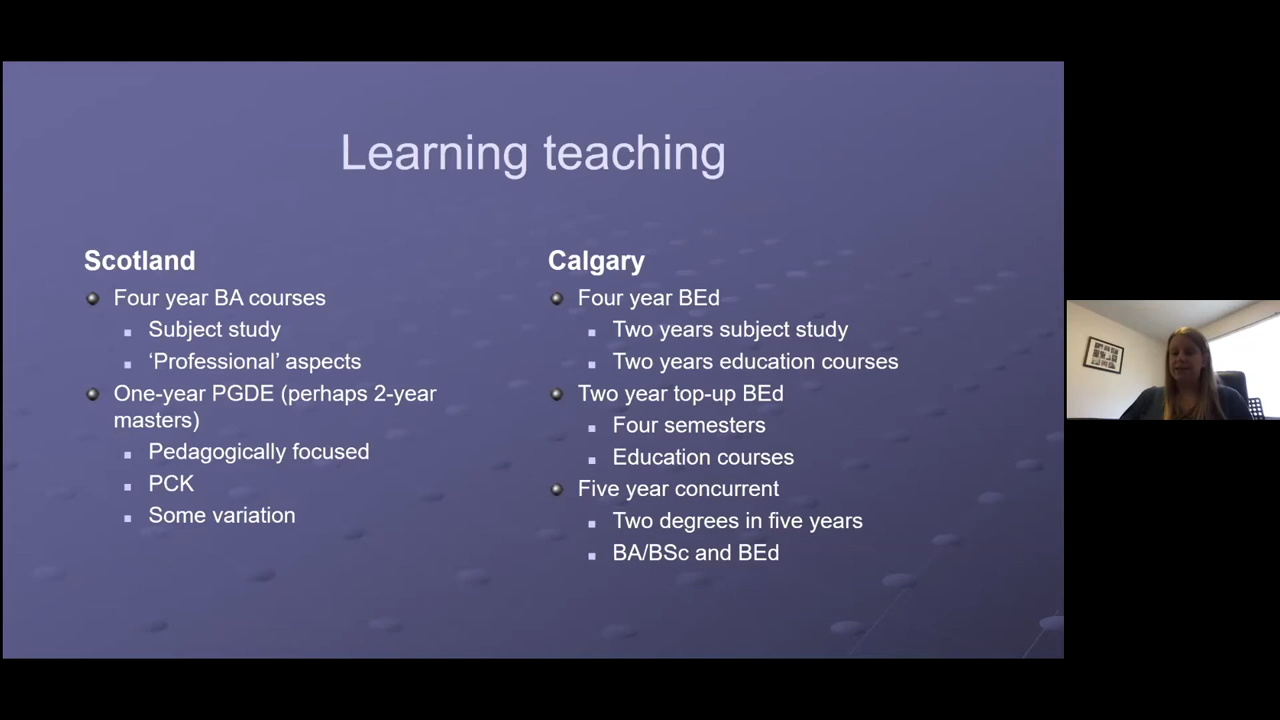 Learning teaching
Scotland
Four year BA courses
Subject study
‘Professional’ aspects
One-year PGDE (perhaps 2-year
masters)
Pedagogically focused
PCK
Some variation
Calgary
Four year BEd
Two years subject study
Two years education courses
Two year top-up BEd
Four semesters
Education courses
Five year concurrent
Two degrees in five years
BA/BSc and BEd